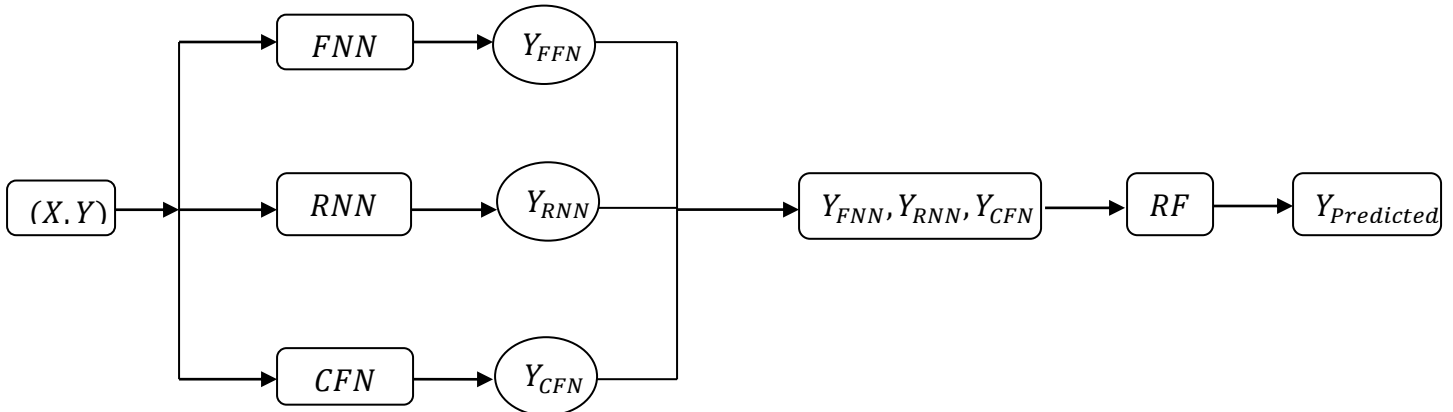 FNN
Y_FFN
(X,Y)
RNN
Y_RNN
Y_FNN, Y_RNN, Y_CFN
RF
Y_Predicted
CFN
Y_CFN